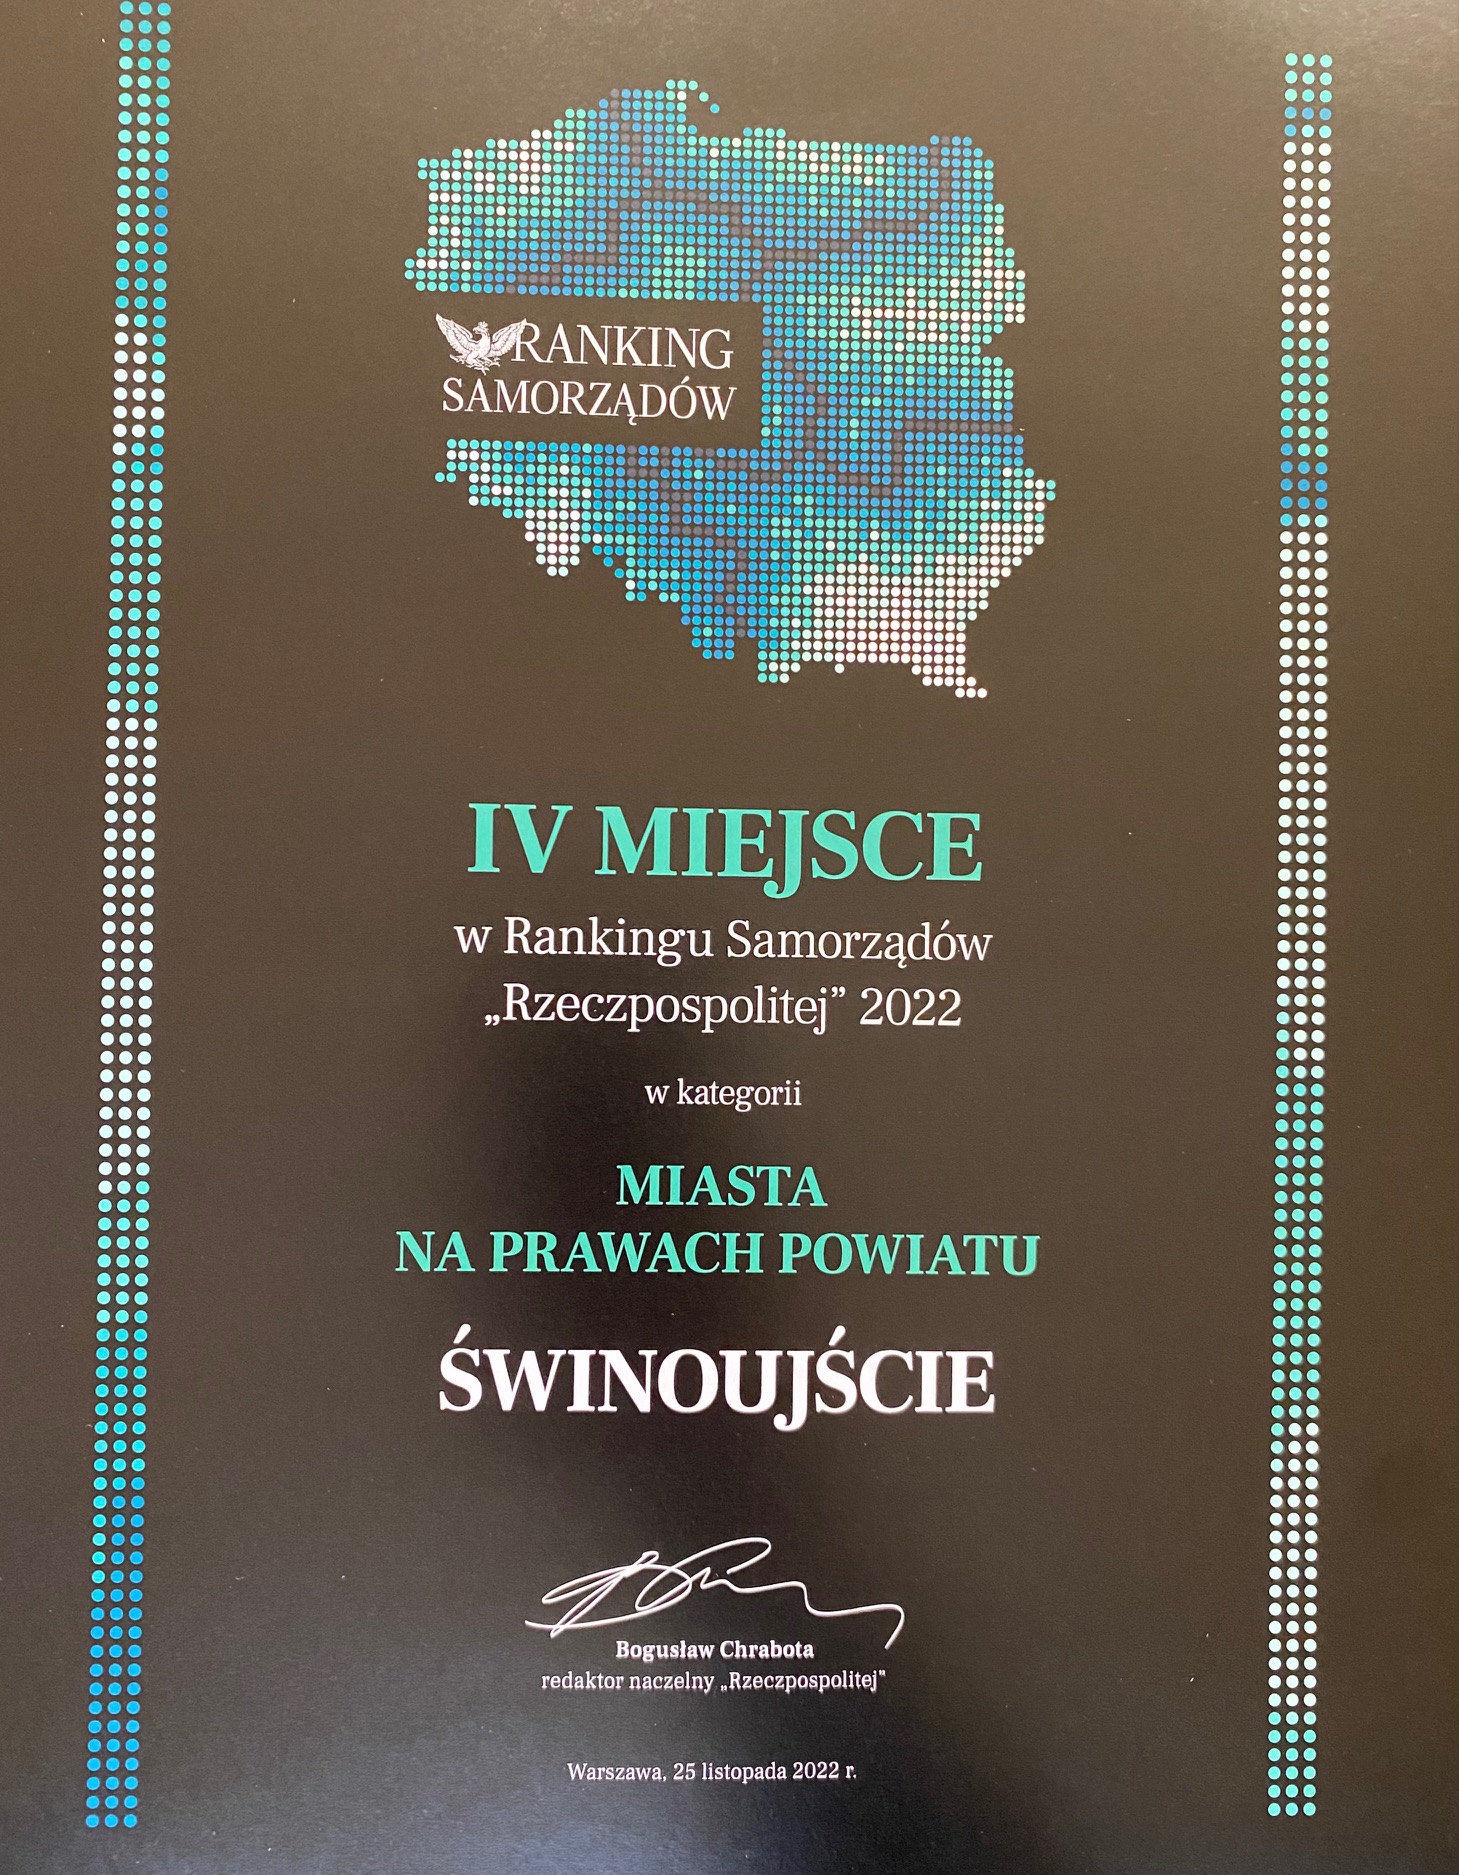 RANKING
SAMORZĄDÓW
IV MIEJSCE
w Rankingu Samorządów
„Rzeczpospolitej” 2022
w kategorii
MIASTA
NA PRAWACH POWIATU
ŚWINOUJŚCIE
Bogusław Chrabota
redaktor naczelny „Rzeczpospolitej”
Warszawa, 25 listopada 2022 r.